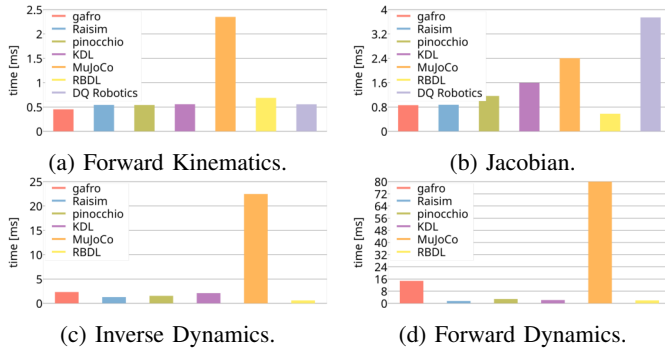 2.5
2
1.5
1
0.5
0
time [ms]
gafro
Raisim
pinocchio
KDL
MuJoCo
RBDL
DQ Robotics
(a) Forward Kinematics.
4
3.2
2.4
1.6
0.8
0
time [ms]
gafro
Raisim
pinocchio
KDL
MuJoCo
RBDL
DQ Robotics
(b) Jacobian.
25
20
15
10
5
0
time [ms]
gafro
Raisim
pinocchio
KDL
MuJoCo
RBDL
(c) Inverse Dynamics.
80
72
64
56
48
40
32
24
16
8
0
time [ms]
gafro
Raisim
pinocchio
KDL
MuJoCo
RBDL
(d) Forward Dynamics.